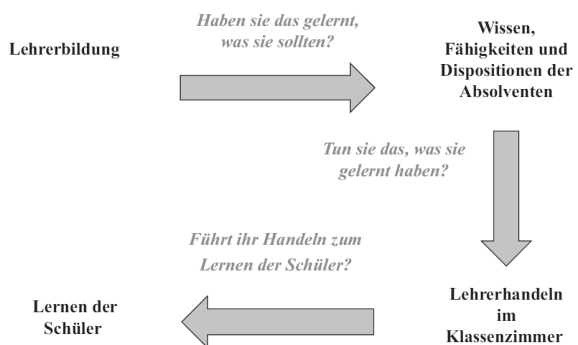 Lehrerbildung
Haben sie das gelernt,
was sie sollten?
Wissen,
Fähigkeiten und
Dispositionen der
Absolventen
Tun sie das, was sie
gelernt haben?
Lehrerhandeln
im
Klassenzimmer
Führt ihr Handeln zum
Lernen der Schüler?
Lernen der
Schüler